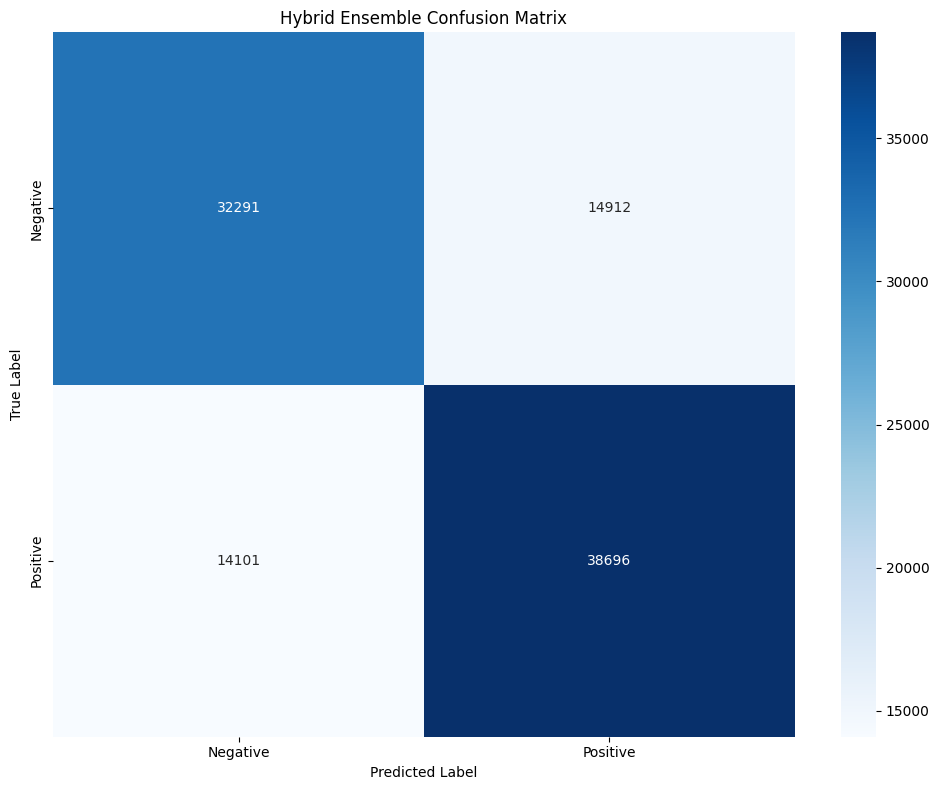 Hybrid Ensemble Confusion Matrix
True Label
Negative
Positive
32291
14912
14101
38696
Negative
Positive
Predicted Label
35000
30000
25000
20000
15000